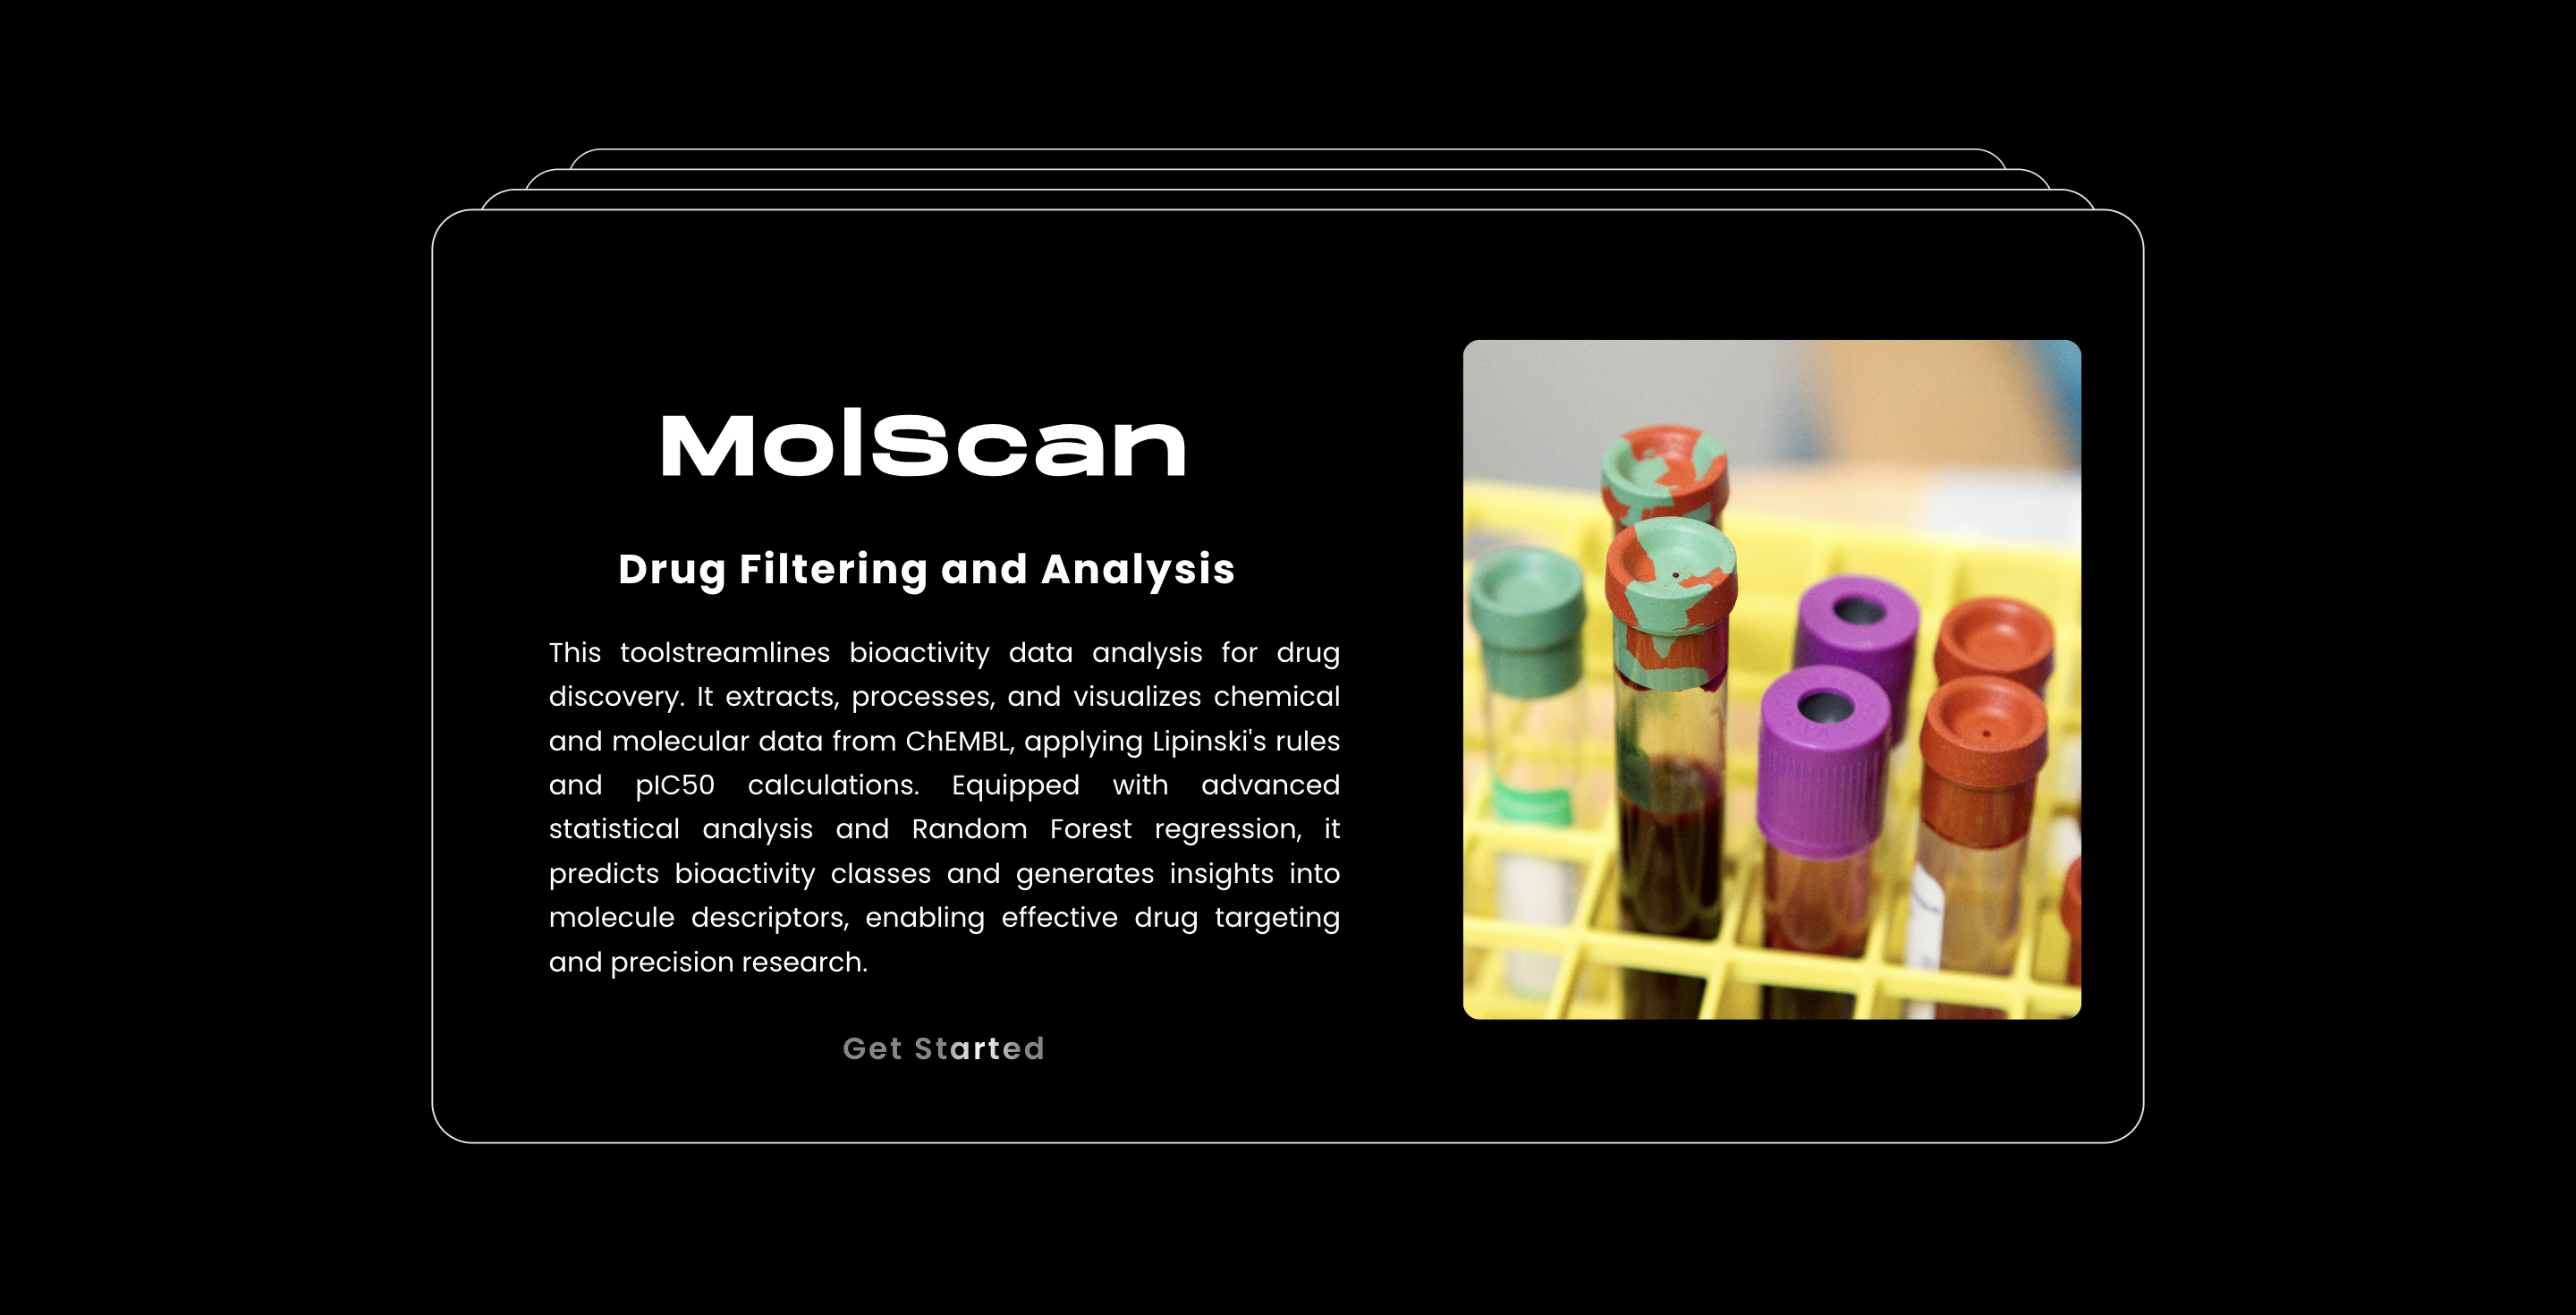 MolScan
Drug Filtering and Analysis
This toolstreamlines bioactivity data analysis for drug
discovery. It extracts, processes, and visualizes chemical
and molecular data from ChEMBL, applying Lipinski's rules
and pIC50 calculations. Equipped with advanced
statistical analysis and Random Forest regression, it
predicts bioactivity classes and generates insights into
molecule descriptors, enabling effective drug targeting
and precision research.
Get Started